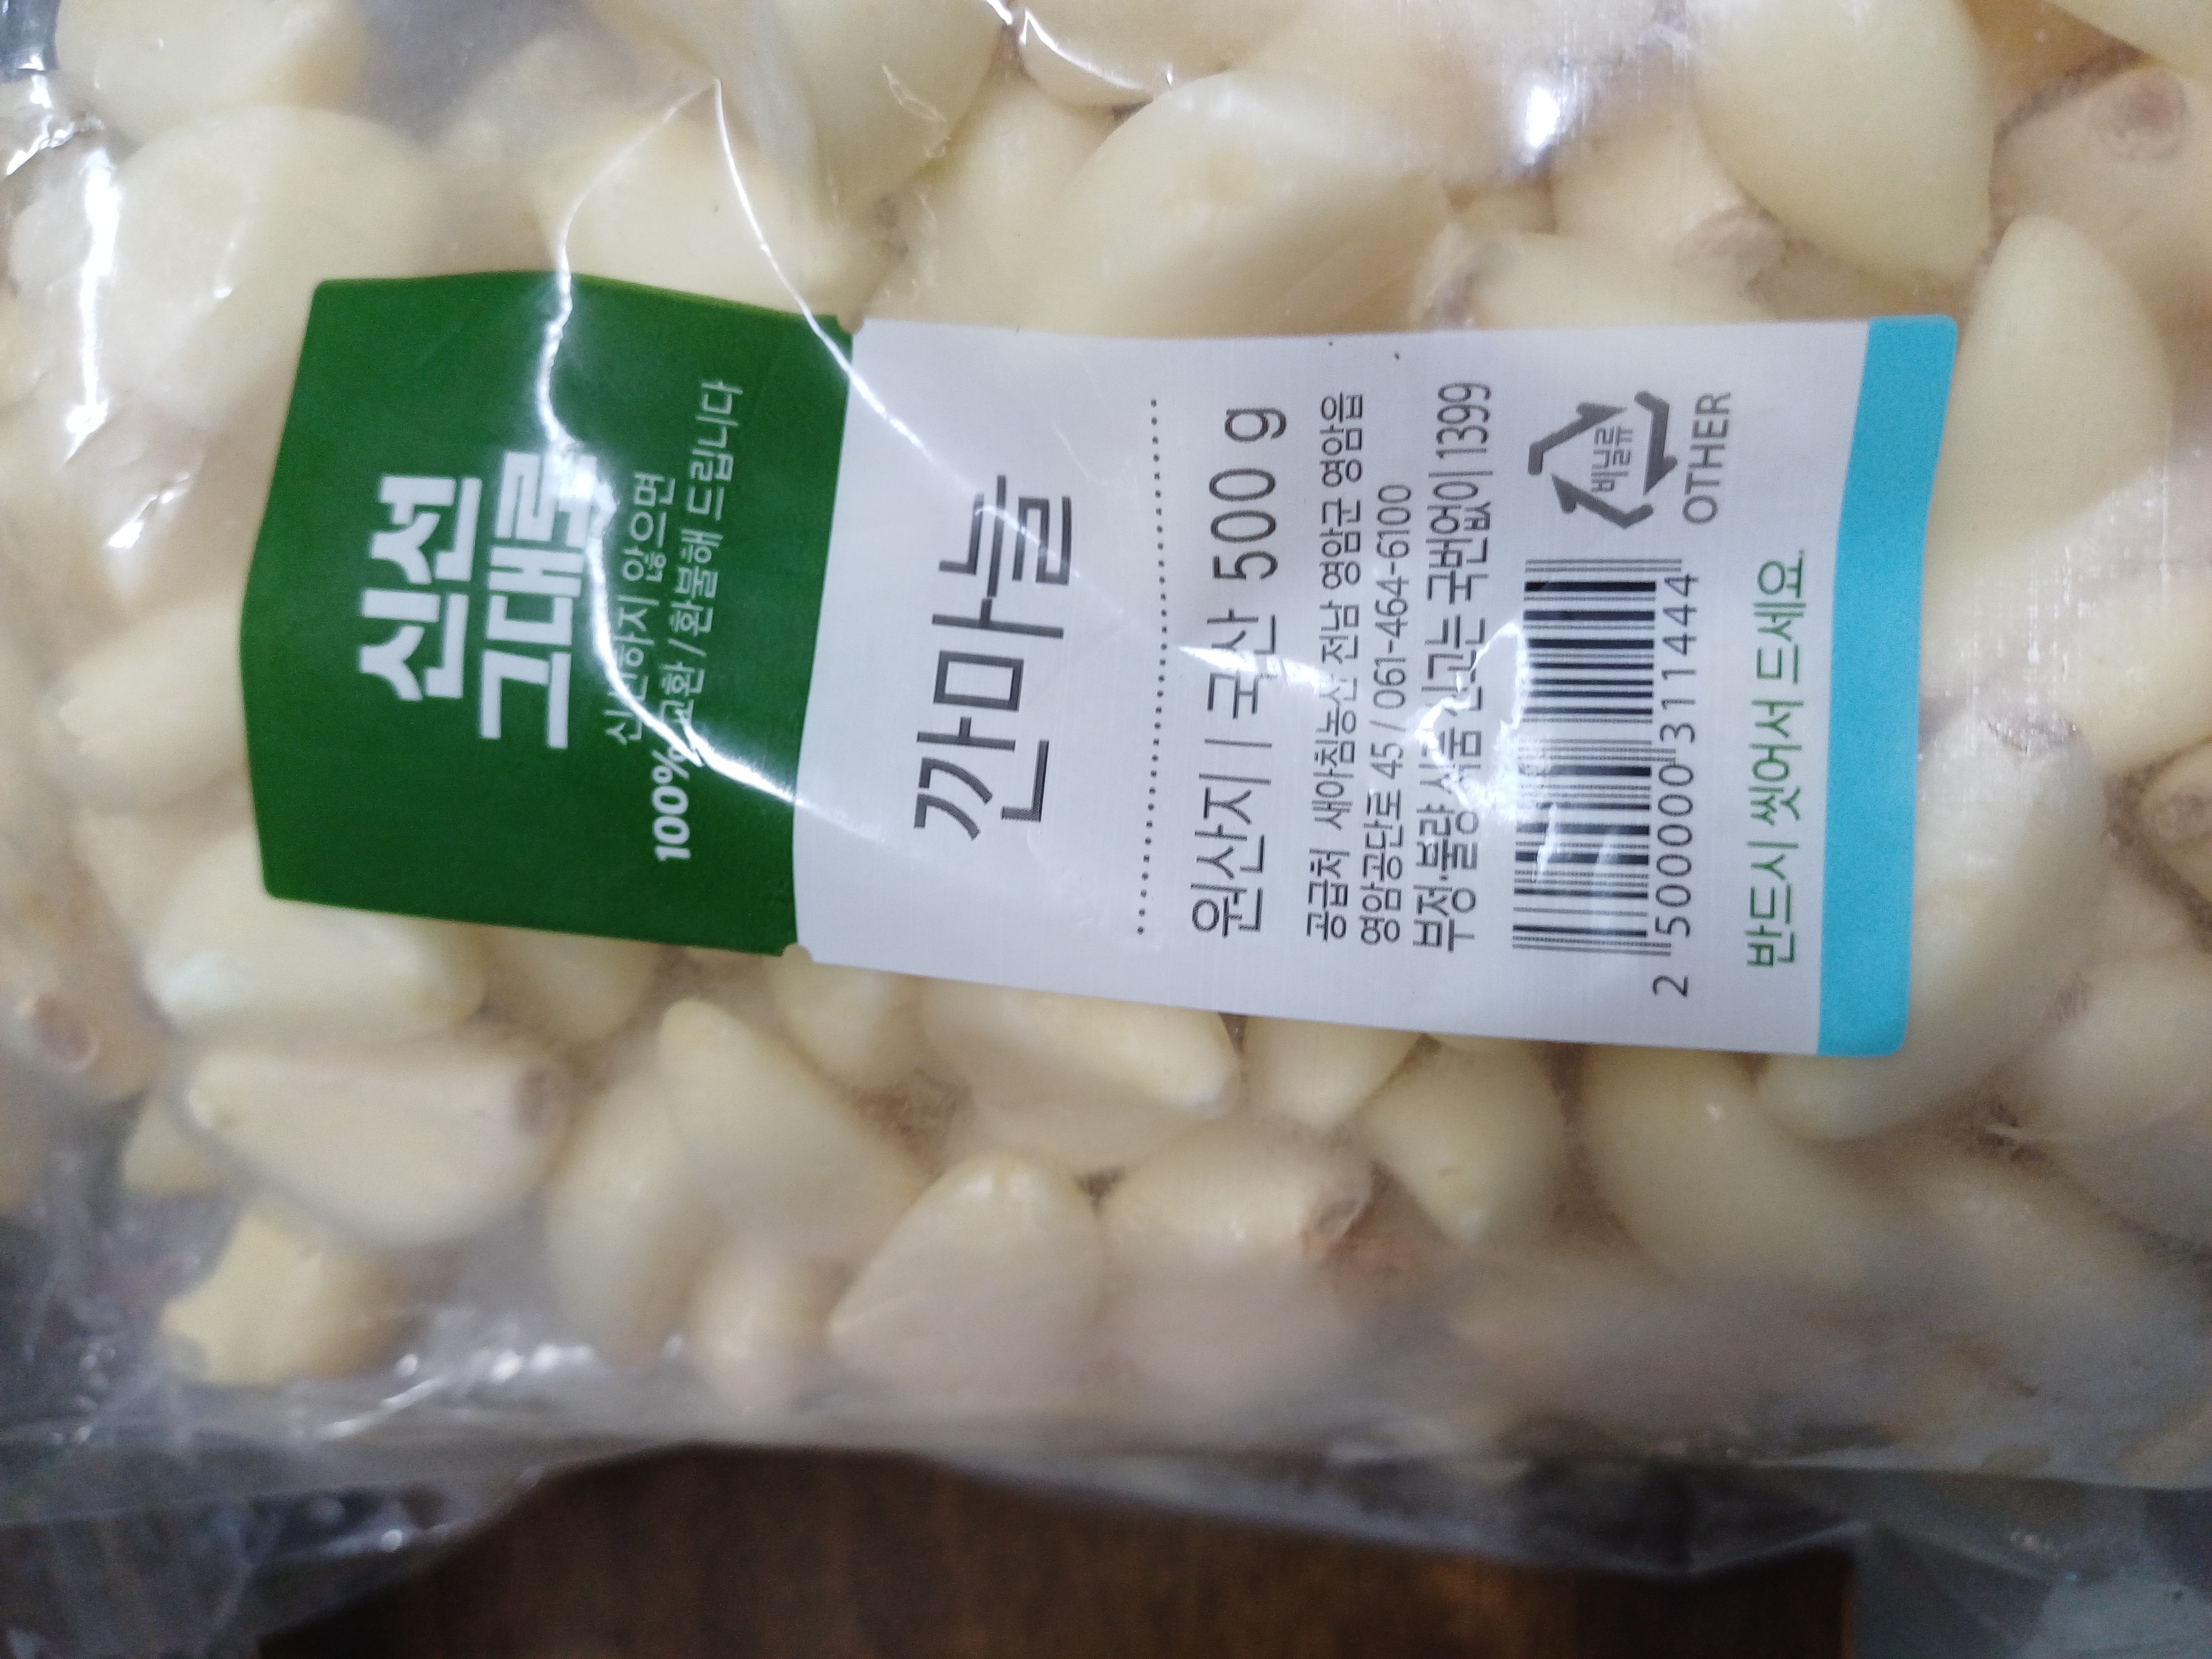 신선
그대로
신선하지 않으면
100% 교환 / 환불해 드립니다
깐마늘
원산지 | 국산 500 g
공급처 새아침농산 전남 영암군 영암읍
영암공단로 45 / 061-464-6100
부정·불량 식품 신고는 국번없이 1399
비닐류
OTHER
2 500000 311444
반드시 씻어서 드세요.